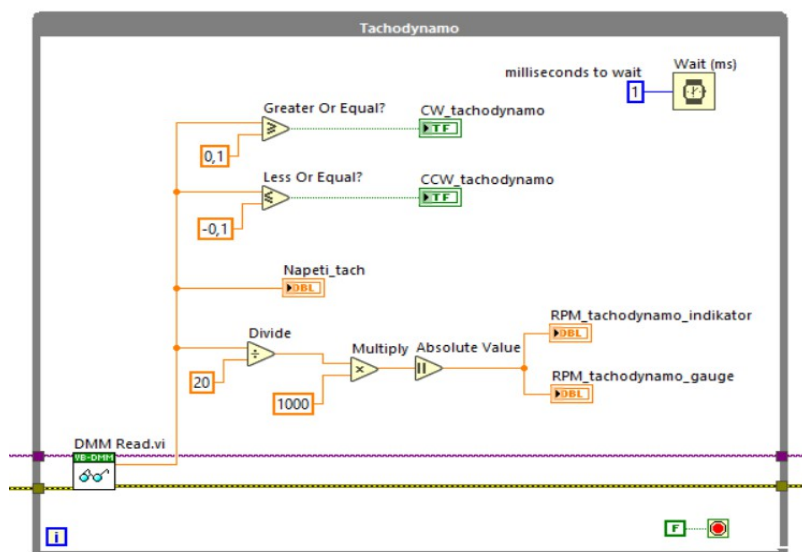 Tachodynamo
Wait (ms)
milliseconds to wait
1
Greater Or Equal?
CW_tachodynamo
TF
0,1
Less Or Equal?
CCW_tachodynamo
TF
-0,1
Napeti_tach
DBL
RPM_tachodynamo_indikator
DBL
Divide
÷
Multiply
×
Absolute Value
20
1000
RPM_tachodynamo_gauge
DBL
DMM Read.vi
VB-DMM
i
F